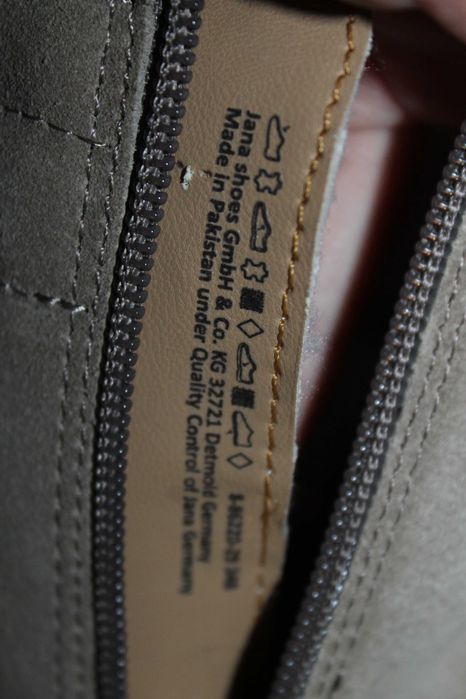 Jana shoes GmbH & Co. KG 32721 Detmold Germany
Made in Pakistan under Quality Control of Jana Germany